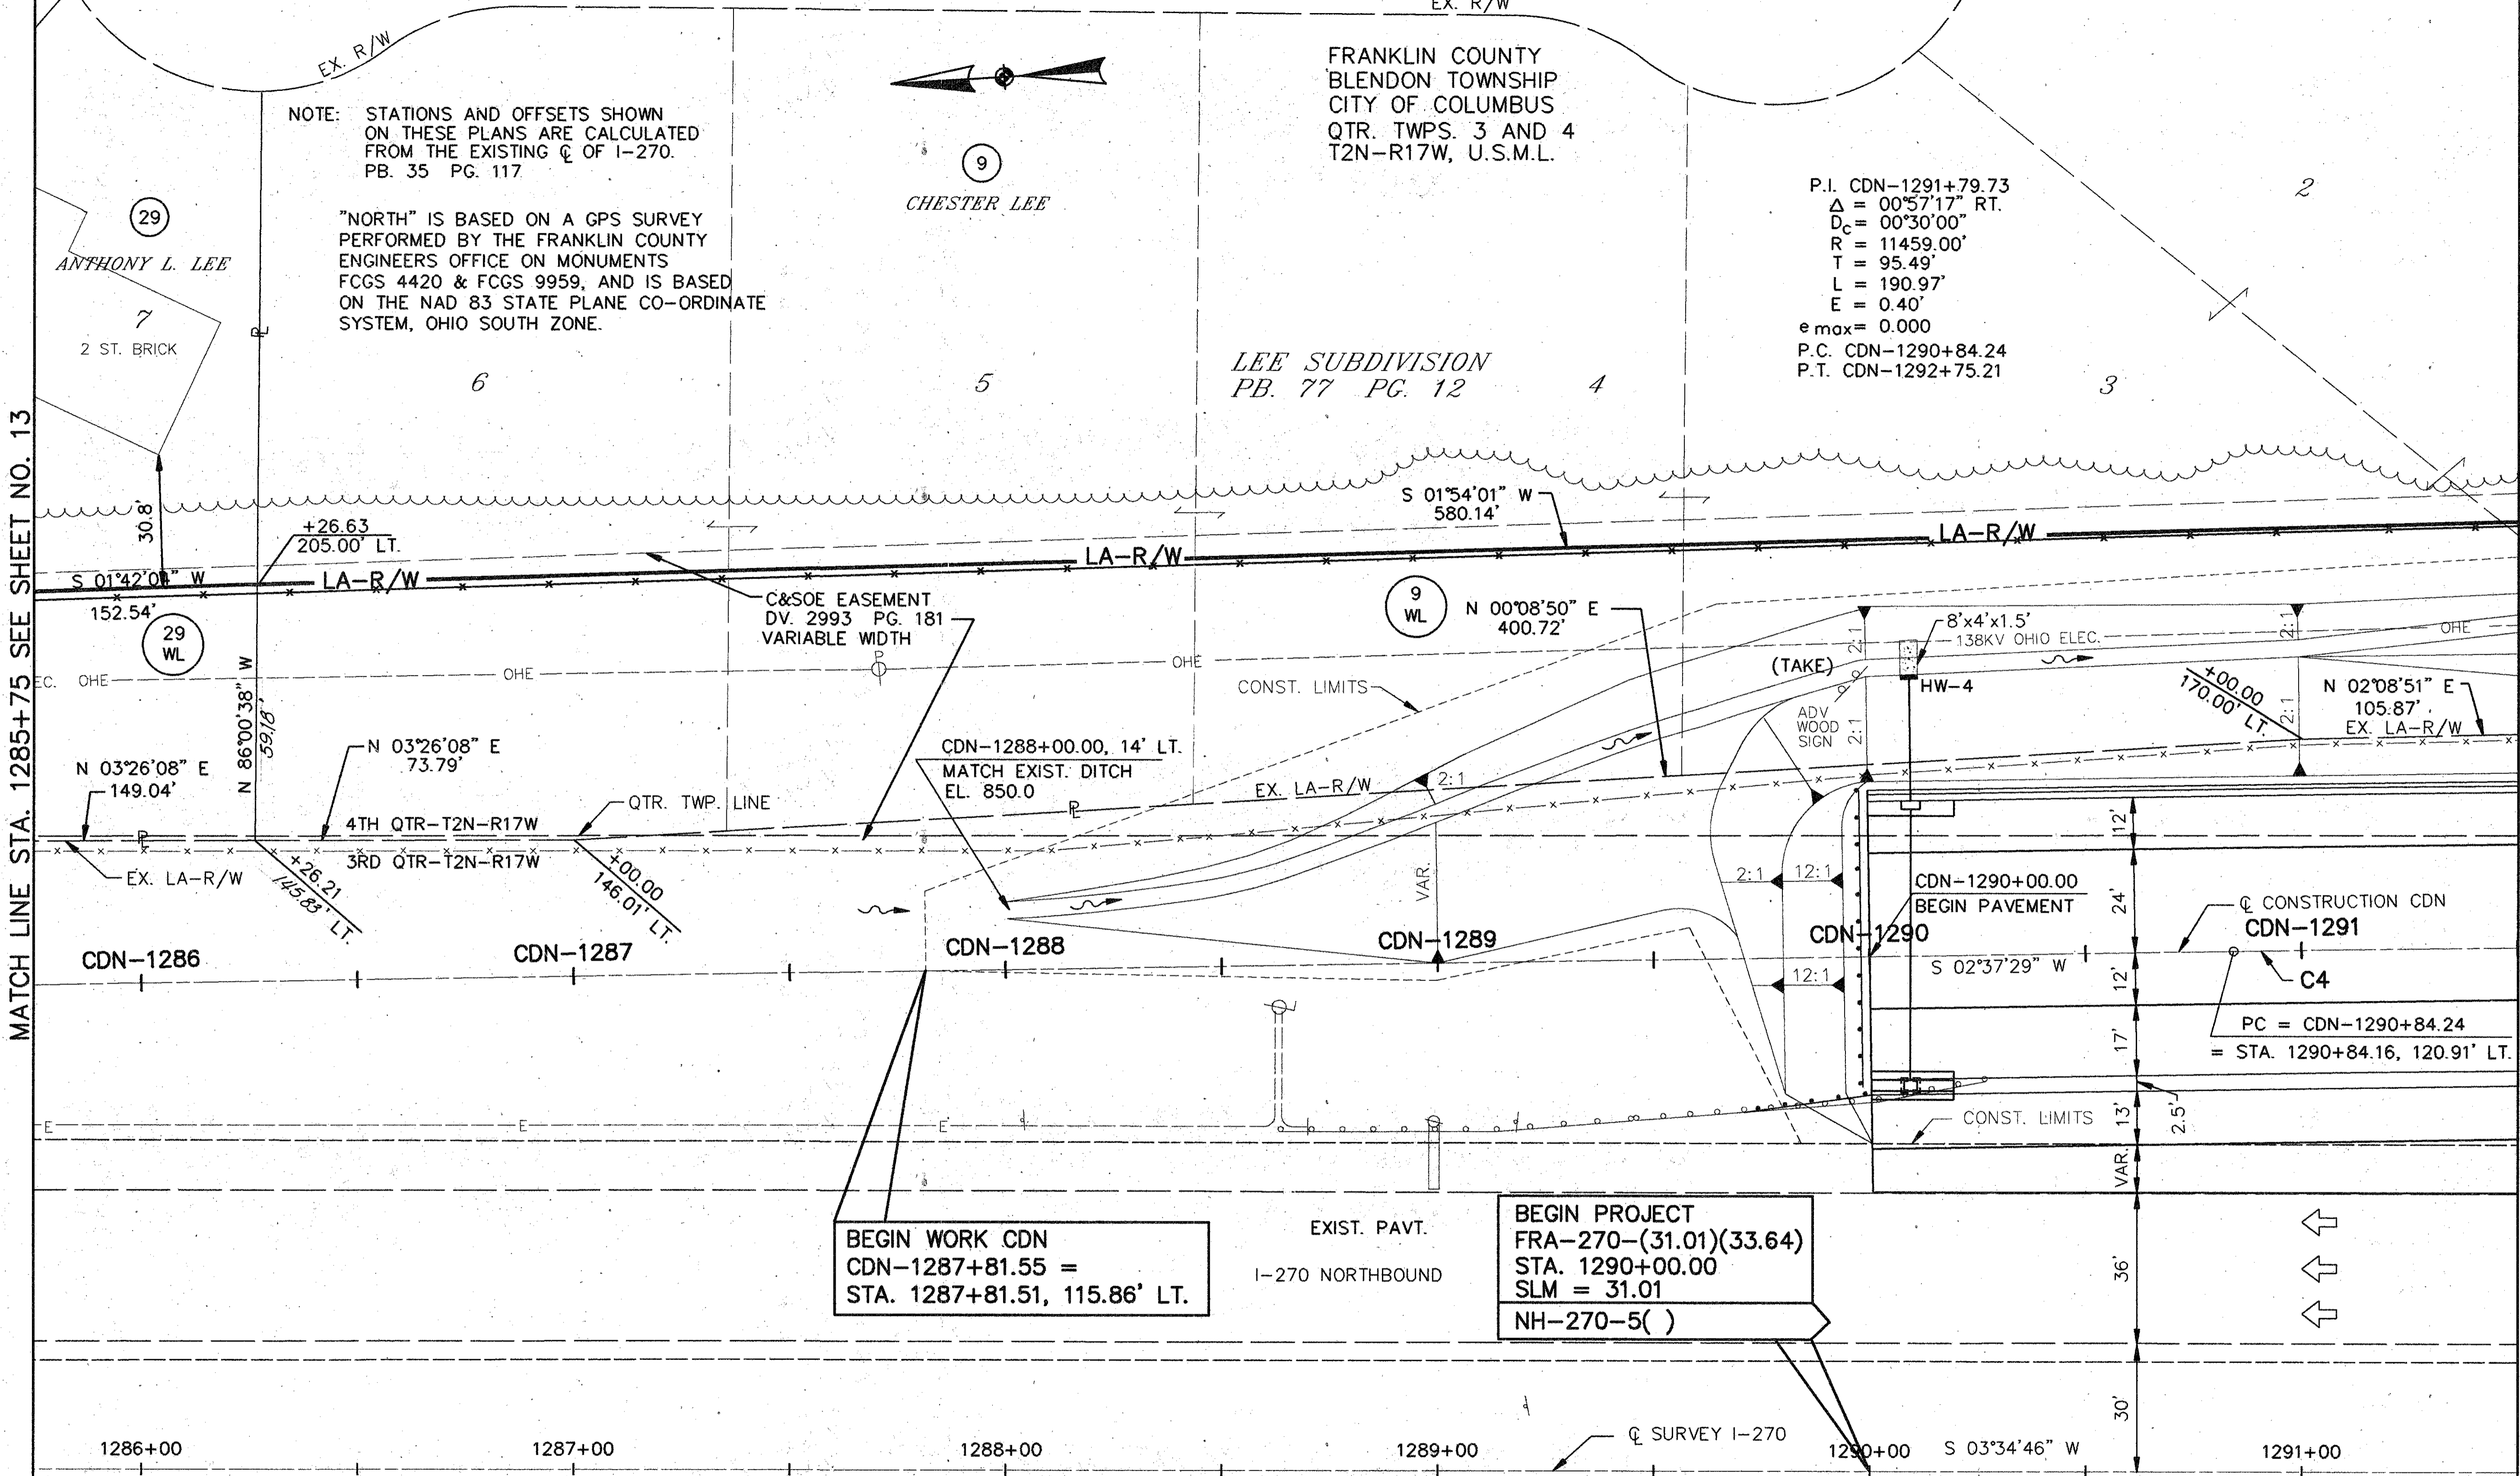 EX. R/W
EX. R/W
NOTE: STATIONS AND OFFSETS SHOWN
ON THESE PLANS ARE CALCULATED
FROM THE EXISTING ℄ OF I-270.
PB. 35 PG. 117
"NORTH" IS BASED ON A GPS SURVEY
PERFORMED BY THE FRANKLIN COUNTY
ENGINEERS OFFICE ON MONUMENTS
FCGS 4420 & FCGS 9959, AND IS BASED
ON THE NAD 83 STATE PLANE CO-ORDINATE
SYSTEM, OHIO SOUTH ZONE.
FRANKLIN COUNTY
BLENDON TOWNSHIP
CITY OF COLUMBUS
QTR. TWPS. 3 AND 4
T2N-R17W, U.S.M.L.
9
CHESTER LEE
29
ANTHONY L. LEE
7
2 ST. BRICK
P.I. CDN-1291+79.73
Δ = 00°57'17" RT.
Dc = 00°30'00"
R = 11459.00'
T = 95.49'
L = 190.97'
E = 0.40'
e max = 0.000
P.C. CDN-1290+84.24
P.T. CDN-1292+75.21
2
6
5
LEE SUBDIVISION
PB. 77 PG. 12
4
3
MATCH LINE STA. 1285+75 SEE SHEET NO. 13
30.8'
+26.63
205.00' LT.
S 01°54'01" W
580.14'
S 01°42'04" W
152.54'
LA-R/W
LA-R/W
LA-R/W
29
WL
C&SOE EASEMENT
DV. 2993 PG. 181
VARIABLE WIDTH
9
WL
N 00°08'50" E
400.72'
8'x4'x1.5'
138KV OHIO ELEC.
OHE
2:1
2:1
(TAKE)
HW-4
EC. OHE
OHE
OHE
CONST. LIMITS
N 86°00'38" W
59.18'
+00.00
170.00' LT.
N 02°08'51" E
105.87'
EX. LA-R/W
2:1
ADV
WOOD
SIGN
2:1
N 03°26'08" E
149.04'
N 03°26'08" E
73.79'
CDN-1288+00.00, 14' LT.
MATCH EXIST. DITCH
EL. 850.0
2:1
EX. LA-R/W
QTR. TWP. LINE
4TH QTR-T2N-R17W
3RD QTR-T2N-R17W
EX. LA-R/W
+26.21
145.83' LT.
+00.00
146.01' LT.
VAR.
2:1
12:1
12:1
12'
24'
CDN-1290+00.00
BEGIN PAVEMENT
℄ CONSTRUCTION CDN
CDN-1286
CDN-1287
CDN-1288
CDN-1289
CDN-1290
CDN-1291
S 02°37'29" W
C4
12'
PC = CDN-1290+84.24
= STA. 1290+84.16, 120.91' LT.
17'
2.5'
CONST. LIMITS
13'
VAR.
E
E
E
BEGIN WORK CDN
CDN-1287+81.55 =
STA. 1287+81.51, 115.86' LT.
EXIST. PAVT.
I-270 NORTHBOUND
BEGIN PROJECT
FRA-270-(31.01)(33.64)
STA. 1290+00.00
SLM = 31.01
NH-270-5( )
36'
30'
℄ SURVEY I-270
S 03°34'46" W
1286+00
1287+00
1288+00
1289+00
1290+00
1291+00